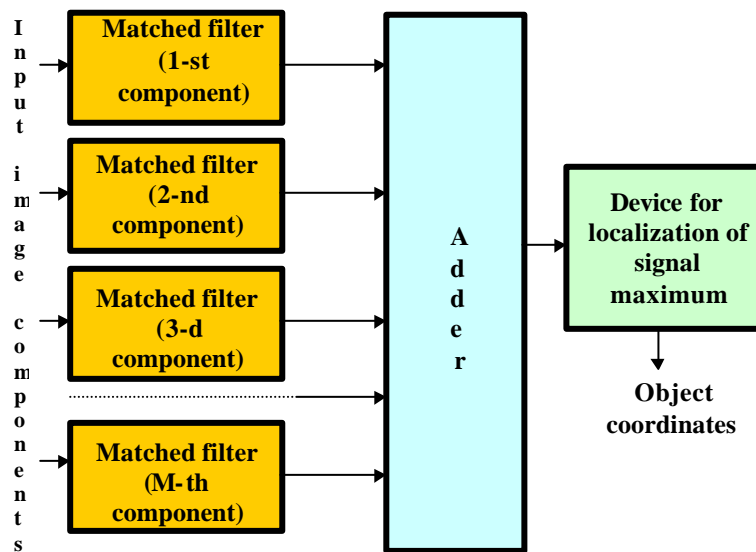 Input image components
Matched filter
(1-st
component)
Matched filter
(2-nd
component)
Matched filter
(3-d
component)
Matched filter
(M-th
component)
Adder
Device for
localization of
signal
maximum
Object
coordinates